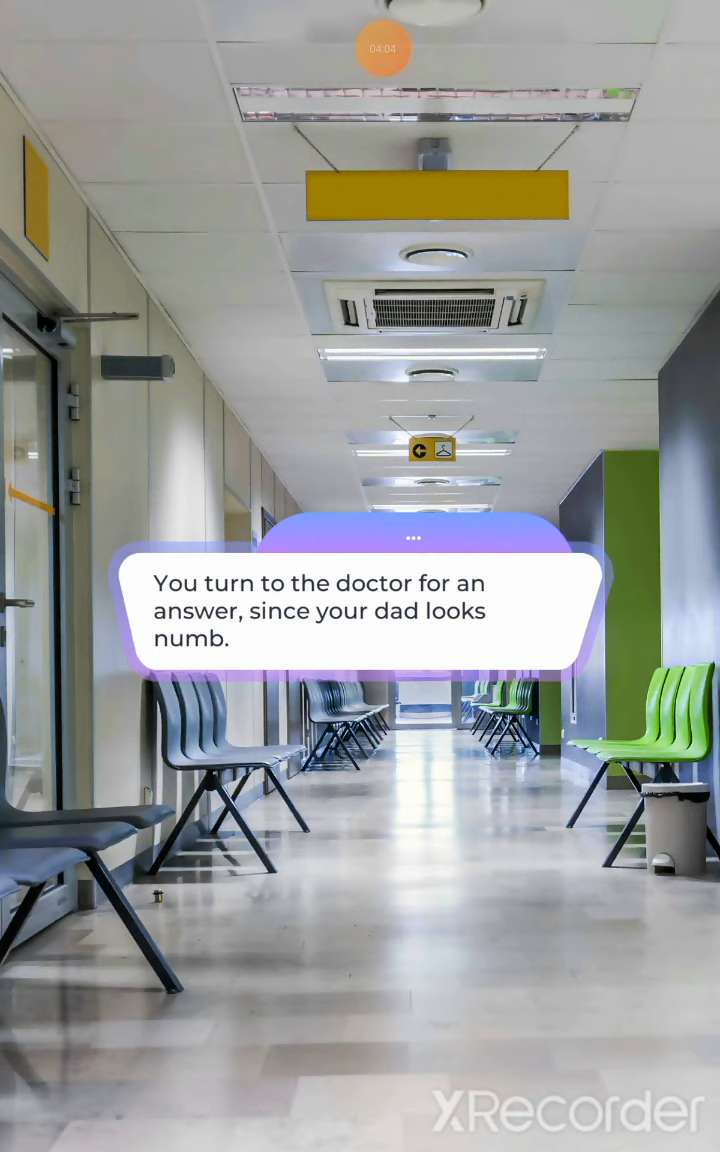 04:04
...
You turn to the doctor for an
answer, since your dad looks
numb.
XRecorder